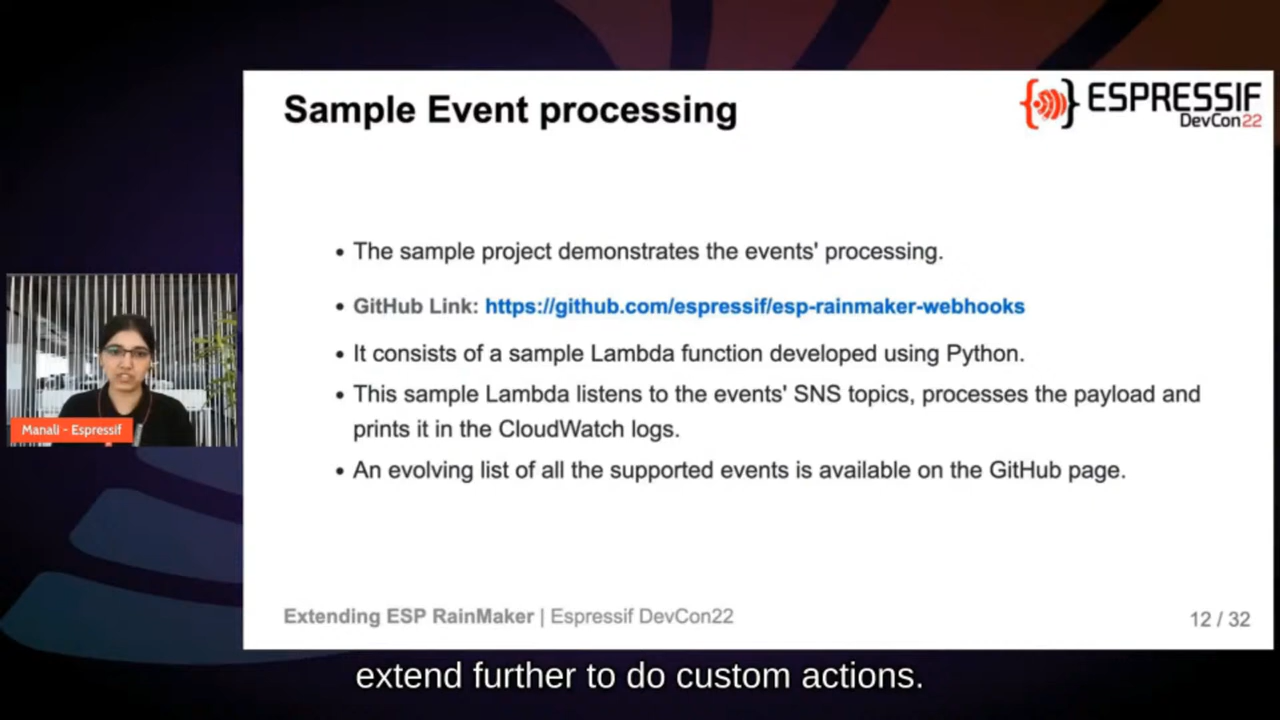 Sample Event processing
ESPRESSIF
DevCon22
• The sample project demonstrates the events' processing.
• GitHub Link: https://github.com/espressif/esp-rainmaker-webhooks
• It consists of a sample Lambda function developed using Python.
• This sample Lambda listens to the events' SNS topics, processes the payload and
prints it in the CloudWatch logs.
• An evolving list of all the supported events is available on the GitHub page.
Manali - Espressif
Extending ESP RainMaker | Espressif DevCon22
12 / 32
extend further to do custom actions.